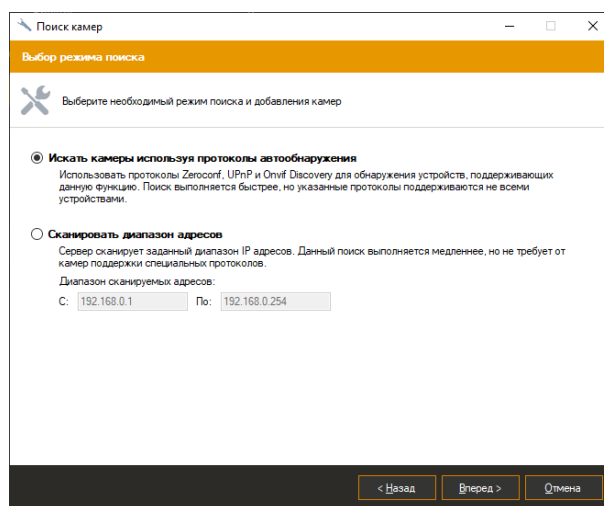 Поиск камер
Выбор режима поиска
Выберите необходимый режим поиска и добавления камер
Искать камеры используя протоколы автообнаружения
Использовать протоколы Zeroconf, UPnP и Onvif Discovery для обнаружения устройств, поддерживающих
данную функцию. Поиск выполняется быстрее, но указанные протоколы поддерживаются не всеми
устройствами.
Сканировать диапазон адресов
Сервер сканирует заданный диапазон IP адресов. Данный поиск выполняется медленнее, но не требует от
камер поддержки специальных протоколов.
Диапазон сканируемых адресов:
С: 192.168.0.1 По: 192.168.0.254
< Назад Вперед > Отмена